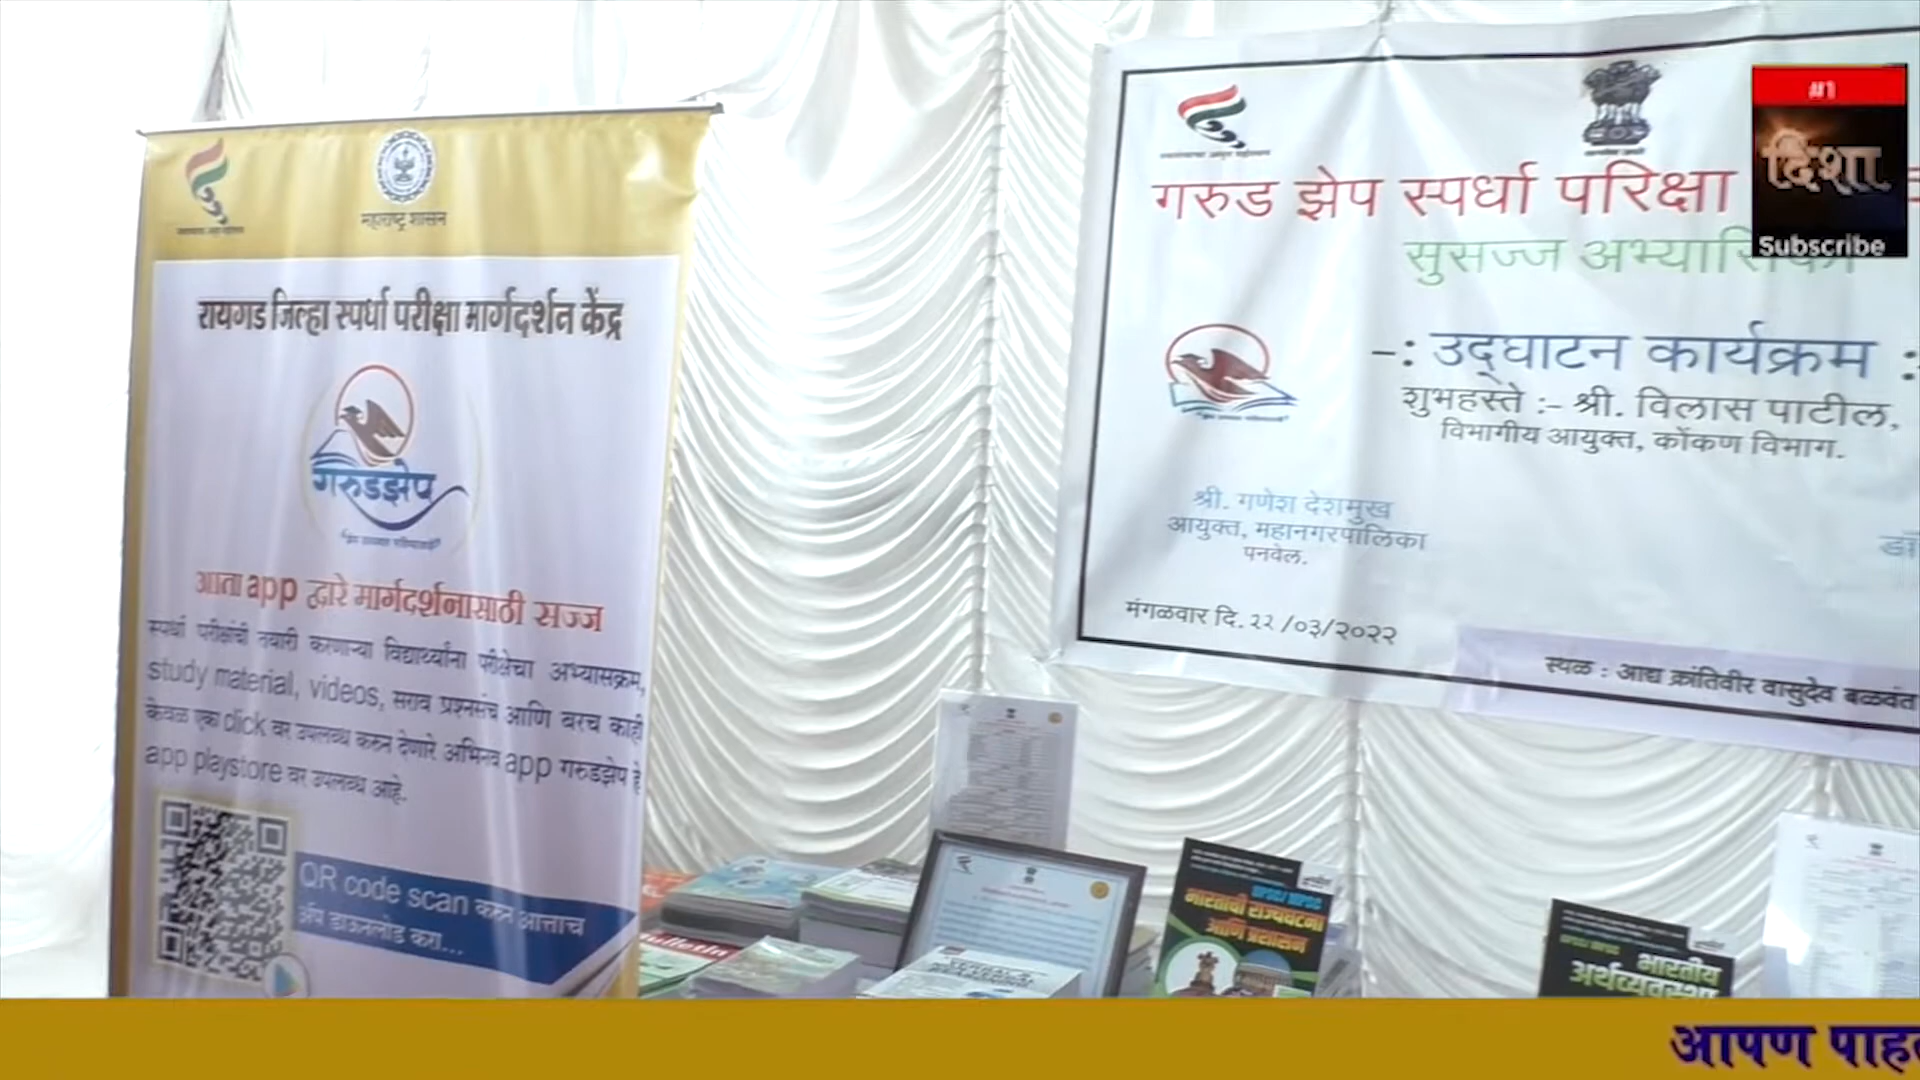 महाराष्ट्र शासन
रायगड जिल्हा स्पर्धा परीक्षा मार्गदर्शन केंद्र
गरुडझेप
आता app द्वारे मार्गदर्शनासाठी सज्ज
स्पर्धा परीक्षांची तयारी करणाऱ्या विद्यार्थ्यांना परीक्षेचा अभ्यासक्रम,
study material, videos, सराव प्रश्नसंच आणि बरच काही
केवळ एका click वर उपलब्ध करुन देणारे अभिनव app गरुडझेप हे
app playstore वर उपलब्ध आहे.
QR code scan करुन आत्ताच
ॲप डाऊनलोड करा...
गरुड झेप स्पर्धा परिक्षा
सुसज्ज अभ्यासिका
-: उद्घाटन कार्यक्रम :-
शुभहस्ते :- श्री. विलास पाटील,
विभागीय आयुक्त, कोंकण विभाग.
श्री. गणेश देशमुख
आयुक्त, महानगरपालिका
पनवेल.
मंगळवार दि. २२ /०३/२०२२
स्थळ : आद्य क्रांतिवीर वासुदेव बळवंत
#1
दिशा
Subscribe
भारताची राज्यघटना
आणि प्रशासन
भारतीय
अर्थव्यवस्था
आपण